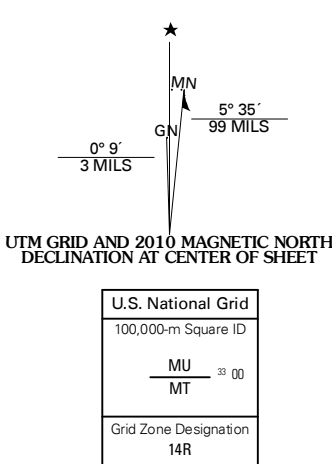 ★
MN
5° 35´
99 MILS
GN
0° 9´
3 MILS
UTM GRID AND 2010 MAGNETIC NORTH
DECLINATION AT CENTER OF SHEET
U.S. National Grid
100,000-m Square ID
MU
33 00
MT
Grid Zone Designation
14R